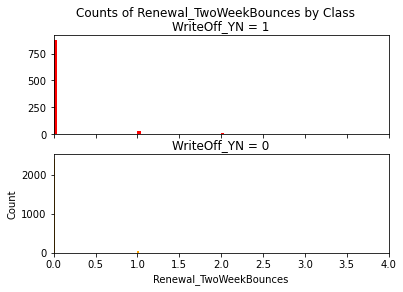 Counts of Renewal_TwoWeekBounces by Class
WriteOff_YN = 1
750
500
250
0
WriteOff_YN = 0
2000
1000
0
Count
0.0 0.5 1.0 1.5 2.0 2.5 3.0 3.5 4.0
Renewal_TwoWeekBounces